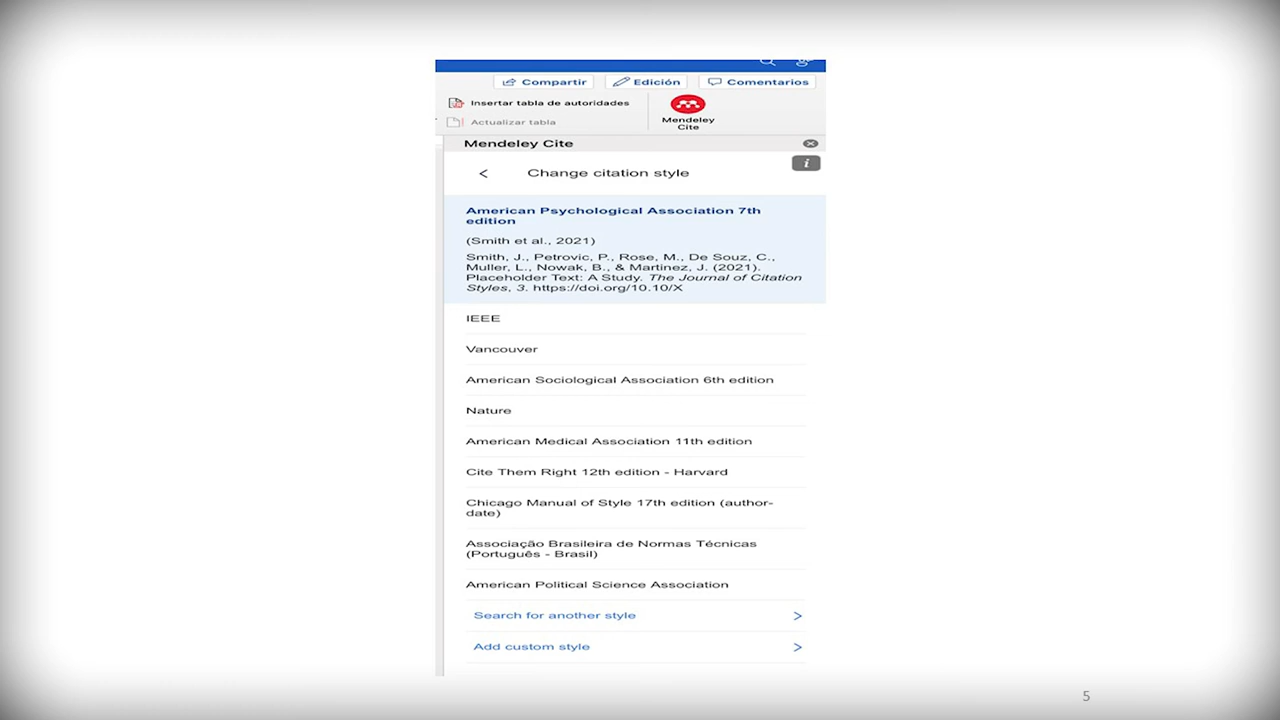 Compartir Edición Comentarios
Insertar tabla de autoridades
Actualizar tabla
Mendeley
Cite
Mendeley Cite
i
< Change citation style
American Psychological Association 7th
edition
(Smith et al., 2021)
Smith, J., Petrovic, P., Rose, M., De Souz, C.,
Muller, L., Nowak, B., & Martinez, J. (2021).
Placeholder Text: A Study. The Journal of Citation
Styles, 3. https://doi.org/10.10/X
IEEE
Vancouver
American Sociological Association 6th edition
Nature
American Medical Association 11th edition
Cite Them Right 12th edition - Harvard
Chicago Manual of Style 17th edition (author-
date)
Associação Brasileira de Normas Técnicas
(Português - Brasil)
American Political Science Association
Search for another style >
Add custom style >
5